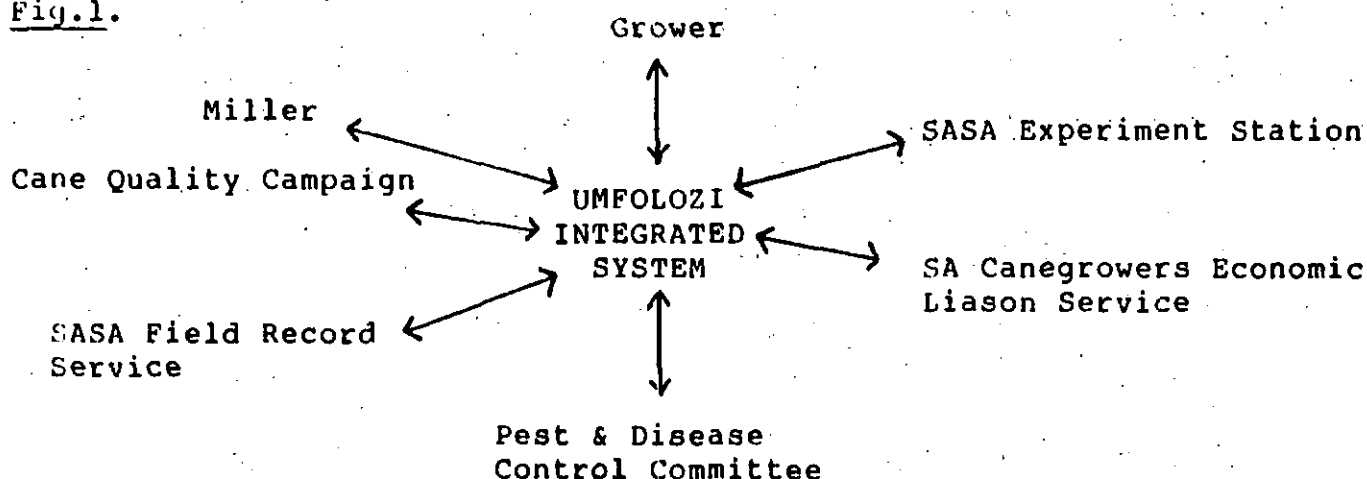 Fig.1.
Grower
Miller
SASA Experiment Station
Cane Quality Campaign
UMFOLOZI
INTEGRATED
SYSTEM
SA Canegrowers Economic
Liason Service
SASA Field Record
Service
Pest & Disease
Control Committee